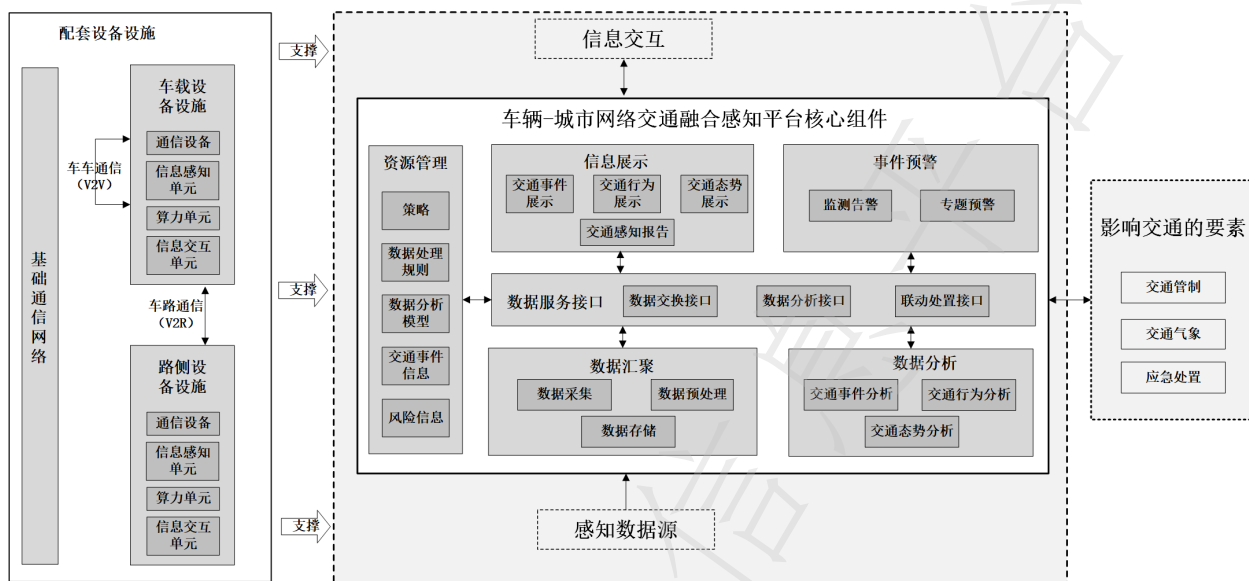 配套设备设施
基础通信网络
车载设
备设施
通信设备
信息感知
单元
算力单元
信息交互
单元
车车通信
（V2V）
车路通信
（V2R）
路侧设
备设施
通信设备
信息感知
单元
算力单元
信息交互
单元
支撑
支撑
支撑
信息交互
车辆-城市网络交通融合感知平台核心组件
资源管理
策略
数据处理
规则
数据分析
模型
交通事件
信息
风险信息
信息展示
交通事件
展示
交通行为
展示
交通态势
展示
交通感知报告
事件预警
监测告警
专题预警
数据服务接口
数据交换接口
数据分析接口
联动处置接口
数据汇聚
数据采集
数据预处理
数据存储
数据分析
交通事件分析
交通行为分析
交通态势分析
感知数据源
影响交通的要素
交通管制
交通气象
应急处置